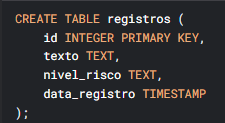 CREATE TABLE registros (
    id INTEGER PRIMARY KEY,
    texto TEXT,
    nivel_risco TEXT,
    data_registro TIMESTAMP
);